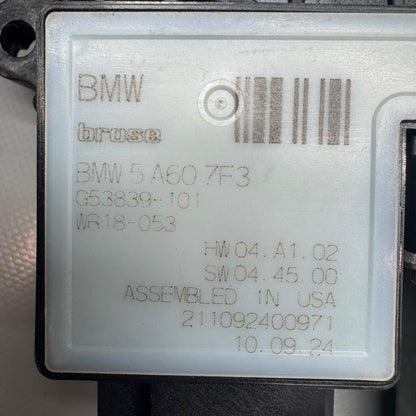 BMW
brose
BMW 5 A60 7F3
G53839-101
WR18-053
HW 04.A1.02
SW 04.45.00
ASSEMBLED IN USA
211092400971
10.09.24